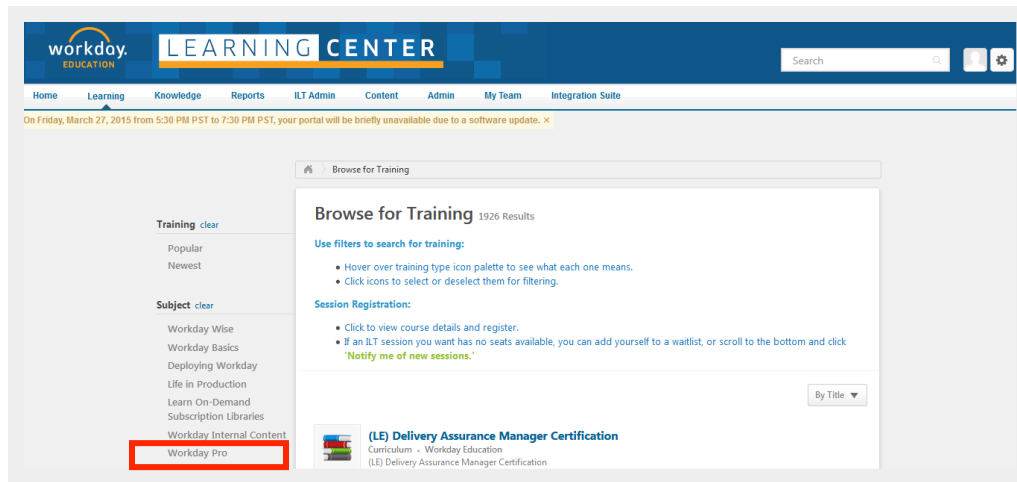 workday.
EDUCATION
LEARNING CENTER
Search
Home Learning Knowledge Reports ILT Admin Content Admin My Team Integration Suite
On Friday, March 27, 2015 from 5:30 PM PST to 7:30 PM PST, your portal will be briefly unavailable due to a software update. ×
Browse for Training
Training clear
Popular
Newest
Subject clear
Workday Wise
Workday Basics
Deploying Workday
Life in Production
Learn On-Demand
Subscription Libraries
Workday Internal Content
Workday Pro
Browse for Training 1926 Results
Use filters to search for training:
• Hover over training type icon palette to see what each one means.
• Click icons to select or deselect them for filtering.
Session Registration:
• Click to view course details and register.
• If an ILT session you want has no seats available, you can add yourself to a waitlist, or scroll to the bottom and click
'Notify me of new sessions.'
By Title ▼
(LE) Delivery Assurance Manager Certification
Curriculum • Workday Education
(LE) Delivery Assurance Manager Certification